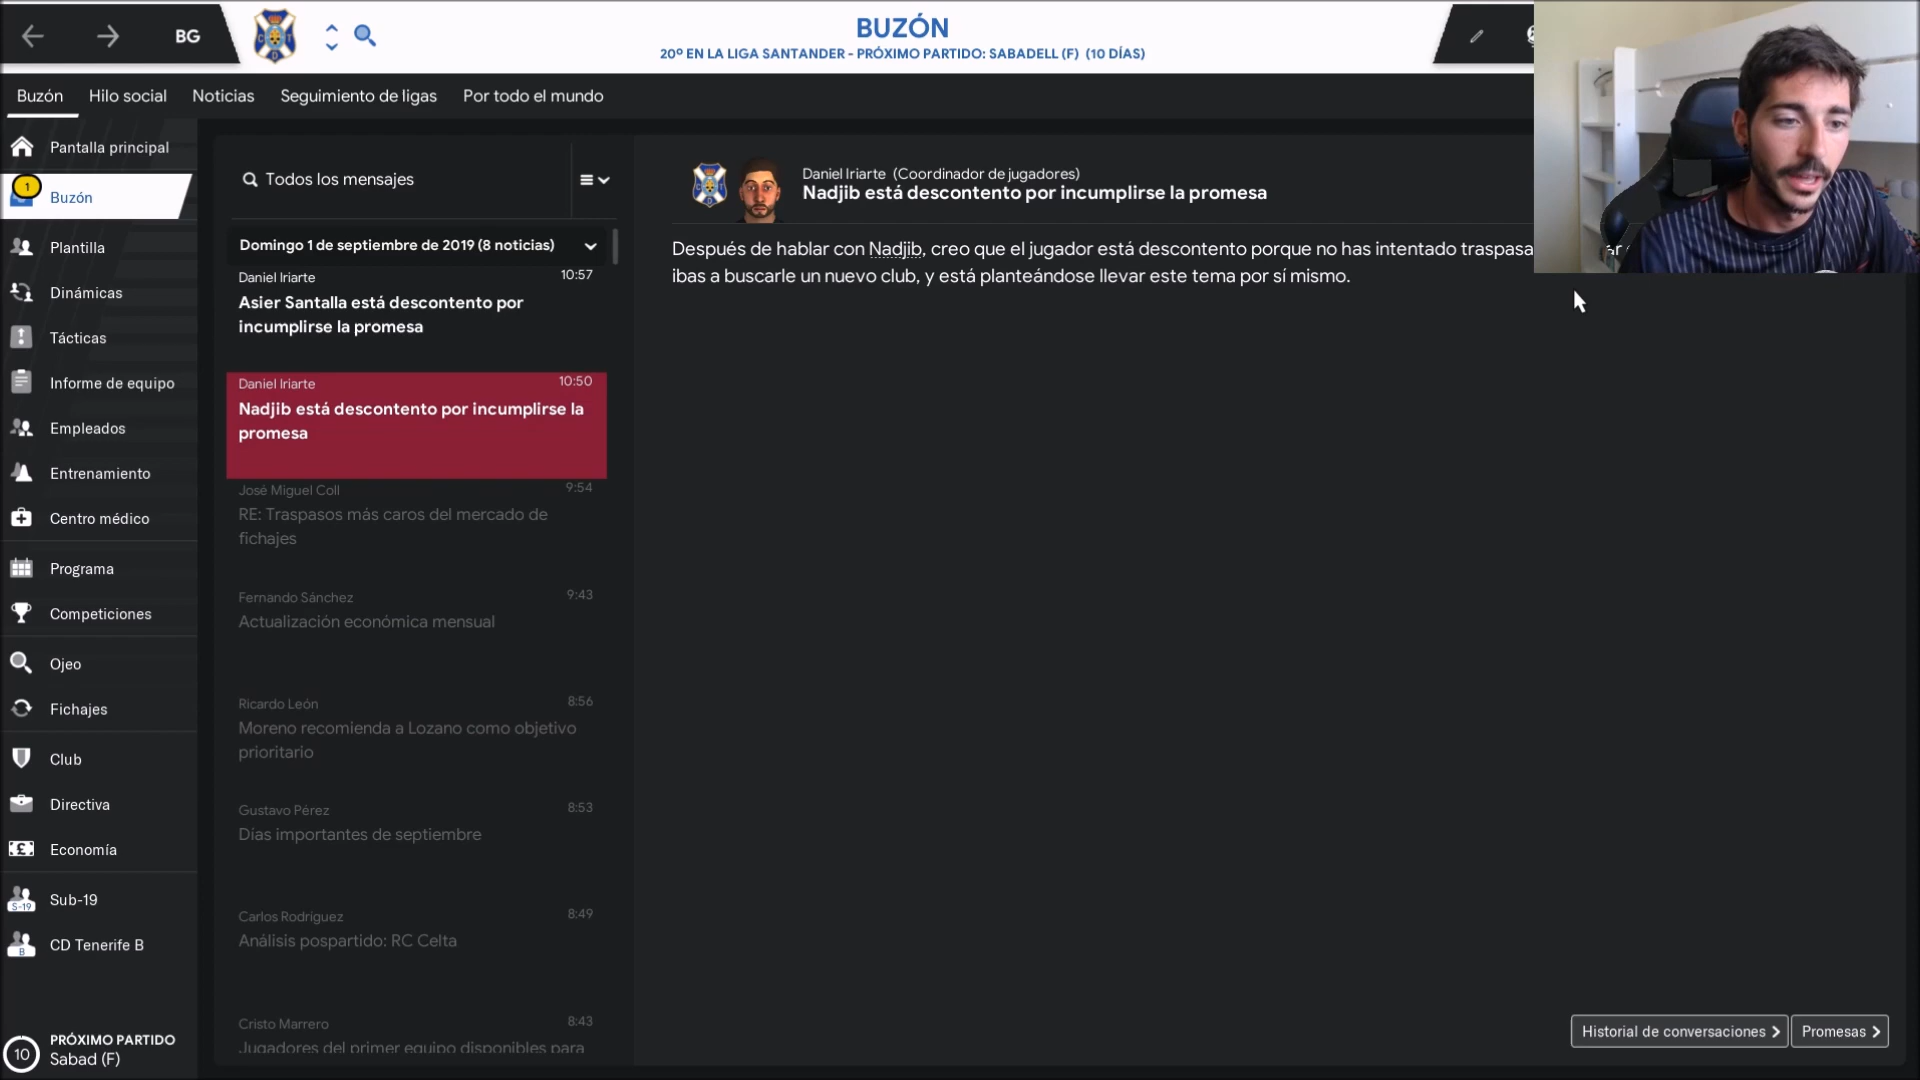 BG
BUZÓN
20º EN LA LIGA SANTANDER - PRÓXIMO PARTIDO: SABADELL (F) (10 DÍAS)
Buzón
Hilo social
Noticias
Seguimiento de ligas
Por todo el mundo
Pantalla principal
1
Buzón
Plantilla
Dinámicas
Tácticas
Informe de equipo
Empleados
Entrenamiento
Centro médico
Programa
Competiciones
Ojeo
Fichajes
Club
Directiva
Economía
S-19
Sub-19
B
CD Tenerife B
10
PRÓXIMO PARTIDO
Sabad (F)
Todos los mensajes
Domingo 1 de septiembre de 2019 (8 noticias)
Daniel Iriarte 10:57
Asier Santalla está descontento por
incumplirse la promesa
Daniel Iriarte 10:50
Nadjib está descontento por incumplirse la
promesa
José Miguel Coll 9:54
RE: Traspasos más caros del mercado de
fichajes
Fernando Sánchez 9:43
Actualización económica mensual
Ricardo León 8:56
Moreno recomienda a Lozano como objetivo
prioritario
Gustavo Pérez 8:53
Días importantes de septiembre
Carlos Rodríguez 8:49
Análisis pospartido: RC Celta
Cristo Marrero 8:43
Jugadores del primer equipo disponibles para
Daniel Iriarte (Coordinador de jugadores)
Nadjib está descontento por incumplirse la promesa
Después de hablar con Nadjib, creo que el jugador está descontento porque no has intentado traspasa
ibas a buscarle un nuevo club, y está planteándose llevar este tema por sí mismo.
Historial de conversaciones
Promesas